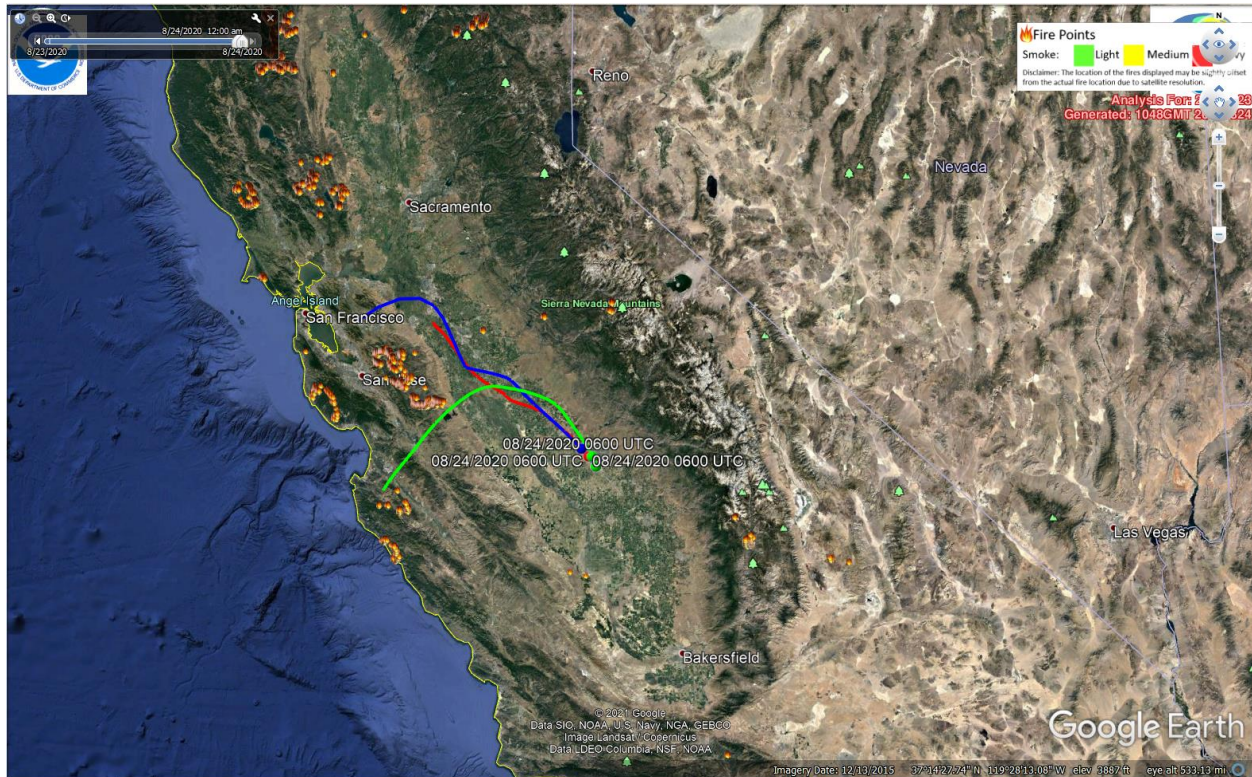 8/24/2020 12:00 am
8/23/2020
8/24/2020
U.S. DEPARTMENT OF COMMERCE
Fire Points
Smoke: Light Medium
Disclaimer: The location of the fires displayed may be slightly offset
from the actual fire location due to satellite resolution.
Analysis For:
Generated: 1048GMT
N
Reno
Nevada
Sacramento
Sierra Nevada Mountains
Angel Island
San Francisco
San Jose
08/24/2020 0600 UTC
08/24/2020 0600 UTC
08/24/2020 0600 UTC
Las Vegas
Bakersfield
© 2021 Google
Data SIO, NOAA, U.S. Navy, NGA, GEBCO
Image Landsat / Copernicus
Data LDEO-Columbia, NSF, NOAA
Google Earth
Imagery Date: 12/13/2015 37°14'27.74" N 119°28'13.08" W elev 3887 ft eye alt 533.13 mi